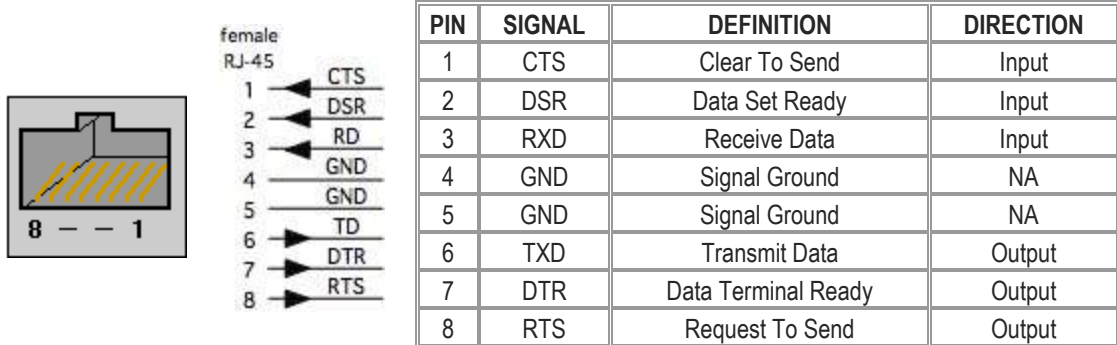 female
RJ-45
1 CTS
2 DSR
3 RD
4 GND
5 GND
6 TD
7 DTR
8 RTS
8 – – 1
PIN SIGNAL DEFINITION DIRECTION
1 CTS Clear To Send Input
2 DSR Data Set Ready Input
3 RXD Receive Data Input
4 GND Signal Ground NA
5 GND Signal Ground NA
6 TXD Transmit Data Output
7 DTR Data Terminal Ready Output
8 RTS Request To Send Output